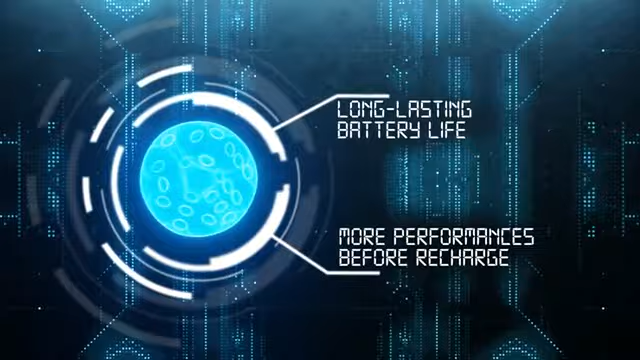 LONG-LASTING
BATTERY LIFE
MORE PERFORMANCES
BEFORE RECHARGE